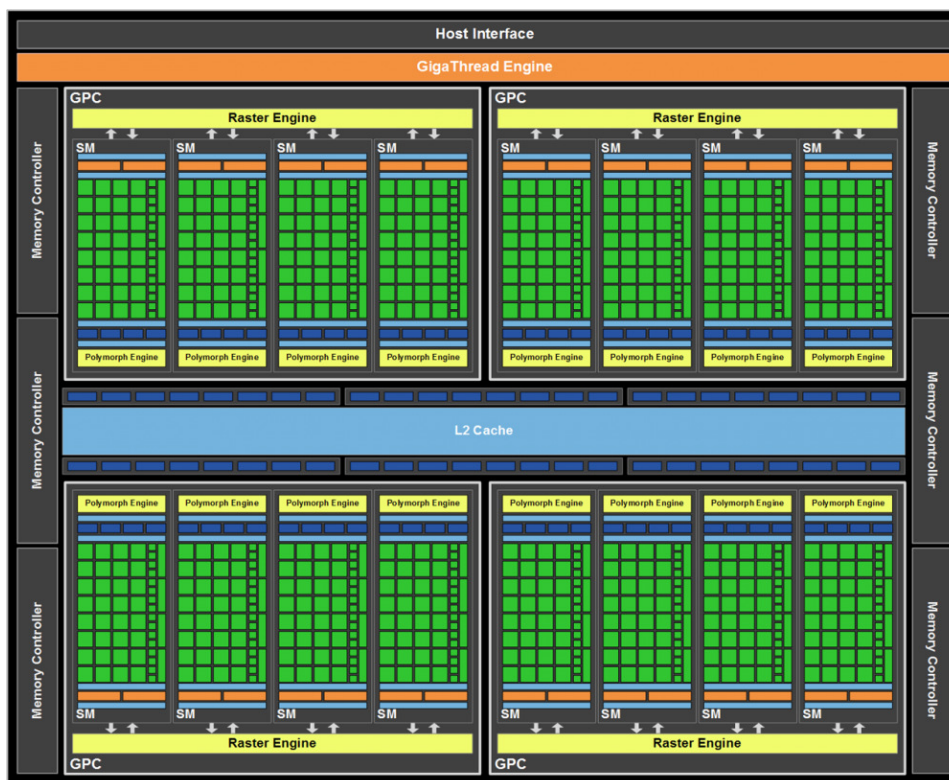 Host Interface
GigaThread Engine
GPC
GPC
Raster Engine
Raster Engine
SM SM SM SM
SM SM SM SM
Memory Controller
Memory Controller
Polymorph Engine Polymorph Engine Polymorph Engine Polymorph Engine
Polymorph Engine Polymorph Engine Polymorph Engine Polymorph Engine
Memory Controller
L2 Cache
Memory Controller
Polymorph Engine Polymorph Engine Polymorph Engine Polymorph Engine
Polymorph Engine Polymorph Engine Polymorph Engine Polymorph Engine
Memory Controller
Memory Controller
SM SM SM SM
SM SM SM SM
Raster Engine
Raster Engine
GPC
GPC